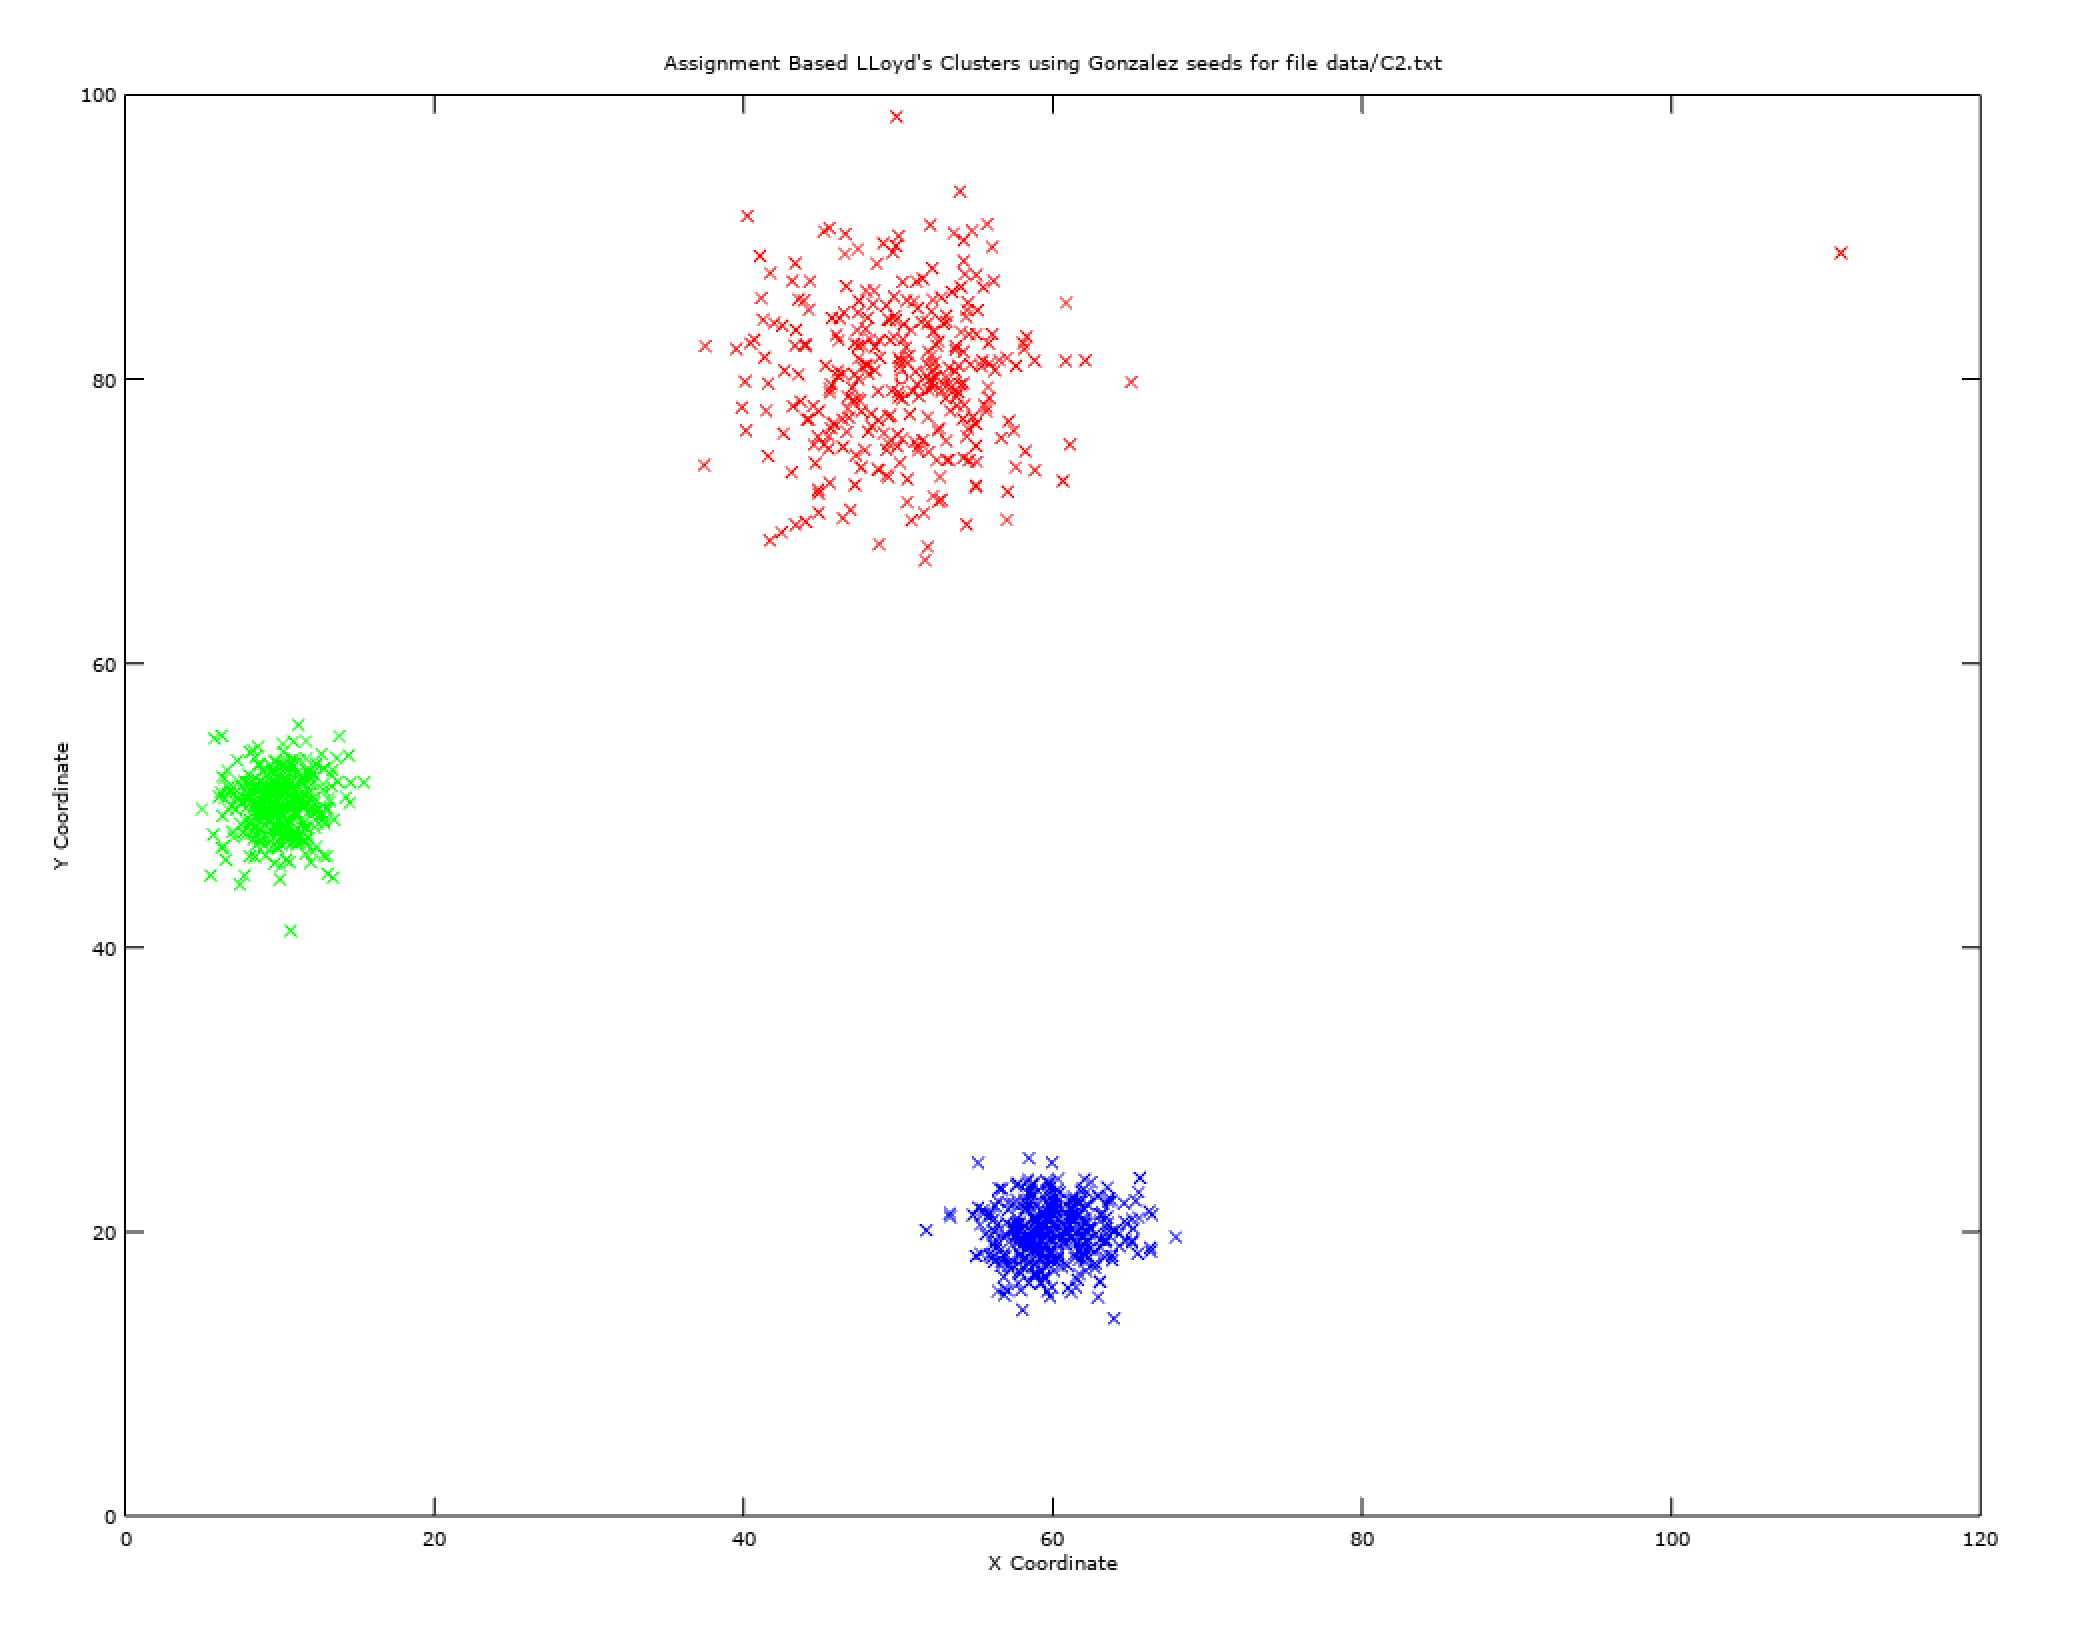 Assignment Based LLoyd's Clusters using Gonzalez seeds for file data/C2.txt
100
80
60
40
20
0
Y Coordinate
0 20 40 60 80 100 120
X Coordinate